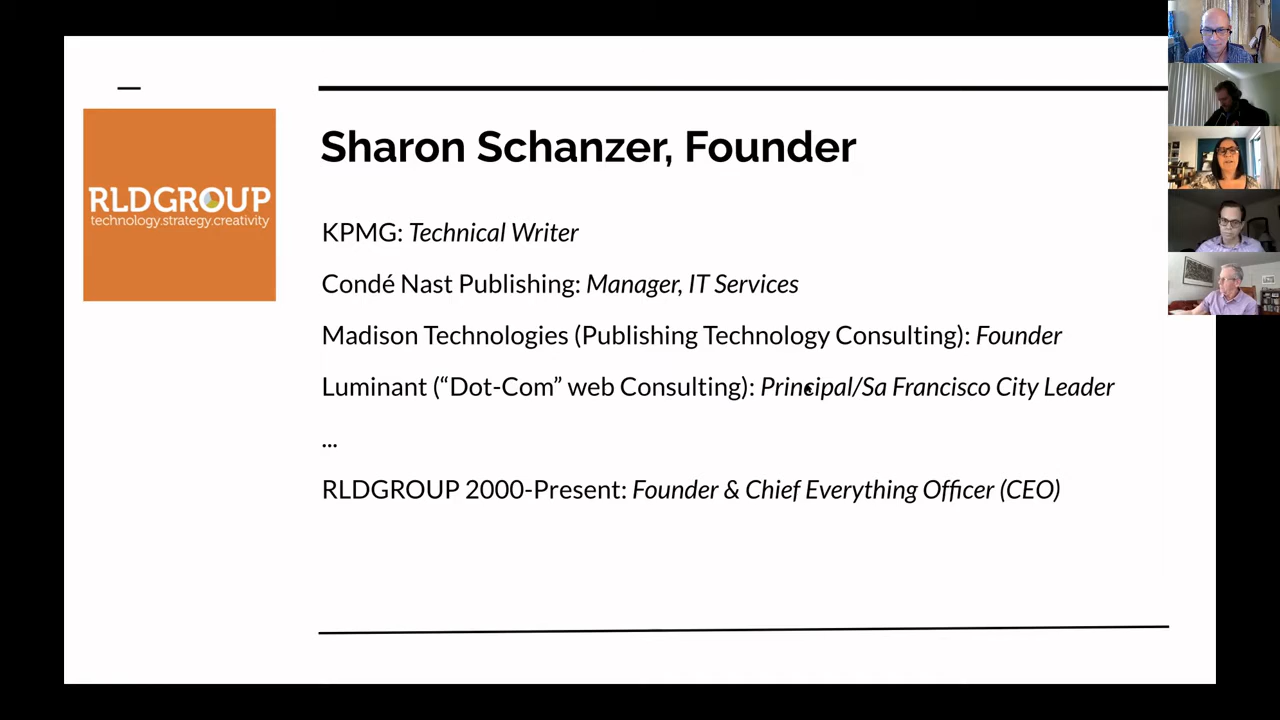 RLDGROUP
technology.strategy.creativity
Sharon Schanzer, Founder
KPMG: Technical Writer
Condé Nast Publishing: Manager, IT Services
Madison Technologies (Publishing Technology Consulting): Founder
Luminant (“Dot-Com” web Consulting): Principal/Sa Francisco City Leader
...
RLDGROUP 2000-Present: Founder & Chief Everything Officer (CEO)